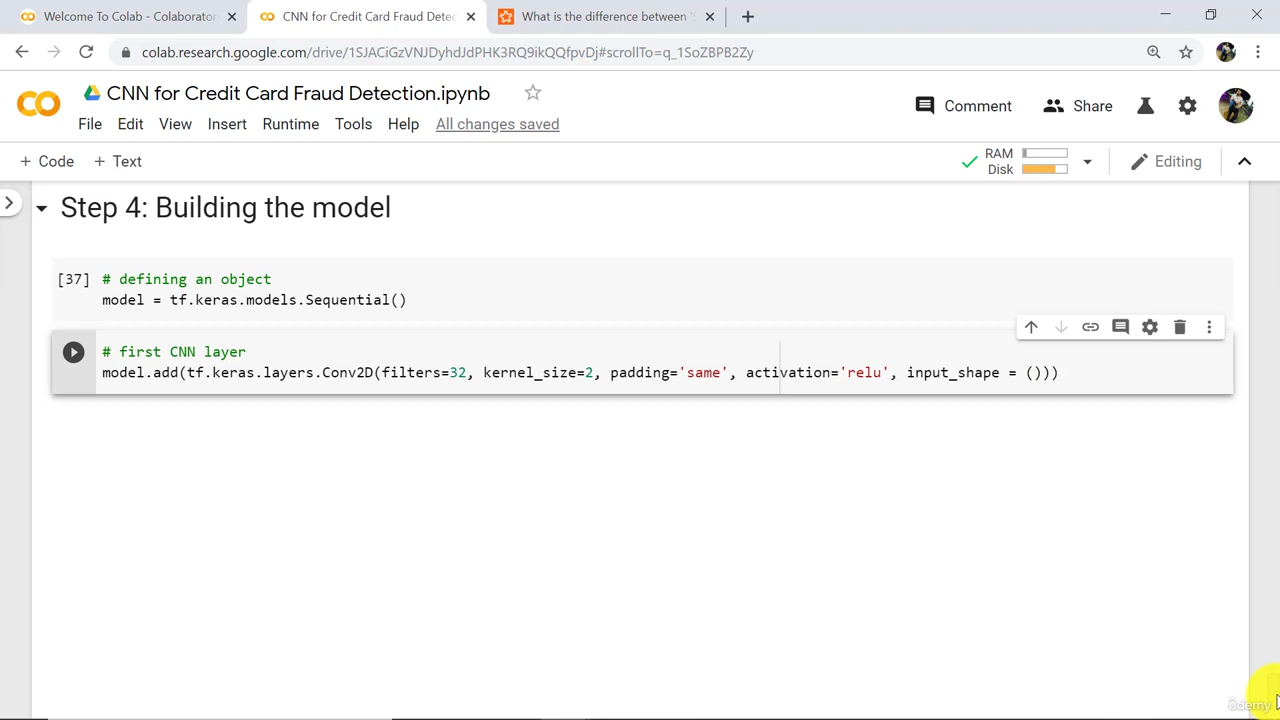 Welcome To Colab - Colaborator
CNN for Credit Card Fraud Detec
What is the difference between
colab.research.google.com/drive/1SJACiGzVNJDyhdJdPHK3RQ9ikQQfpvDj#scrollTo=q_1SoZBPB2Zy
CNN for Credit Card Fraud Detection.ipynb
Comment
Share
File Edit View Insert Runtime Tools Help All changes saved
+ Code + Text
RAM
Disk
Editing
Step 4: Building the model
[37] # defining an object
model = tf.keras.models.Sequential()
# first CNN layer
model.add(tf.keras.layers.Conv2D(filters=32, kernel_size=2, padding='same', activation='relu', input_shape = ()))
ûdemy